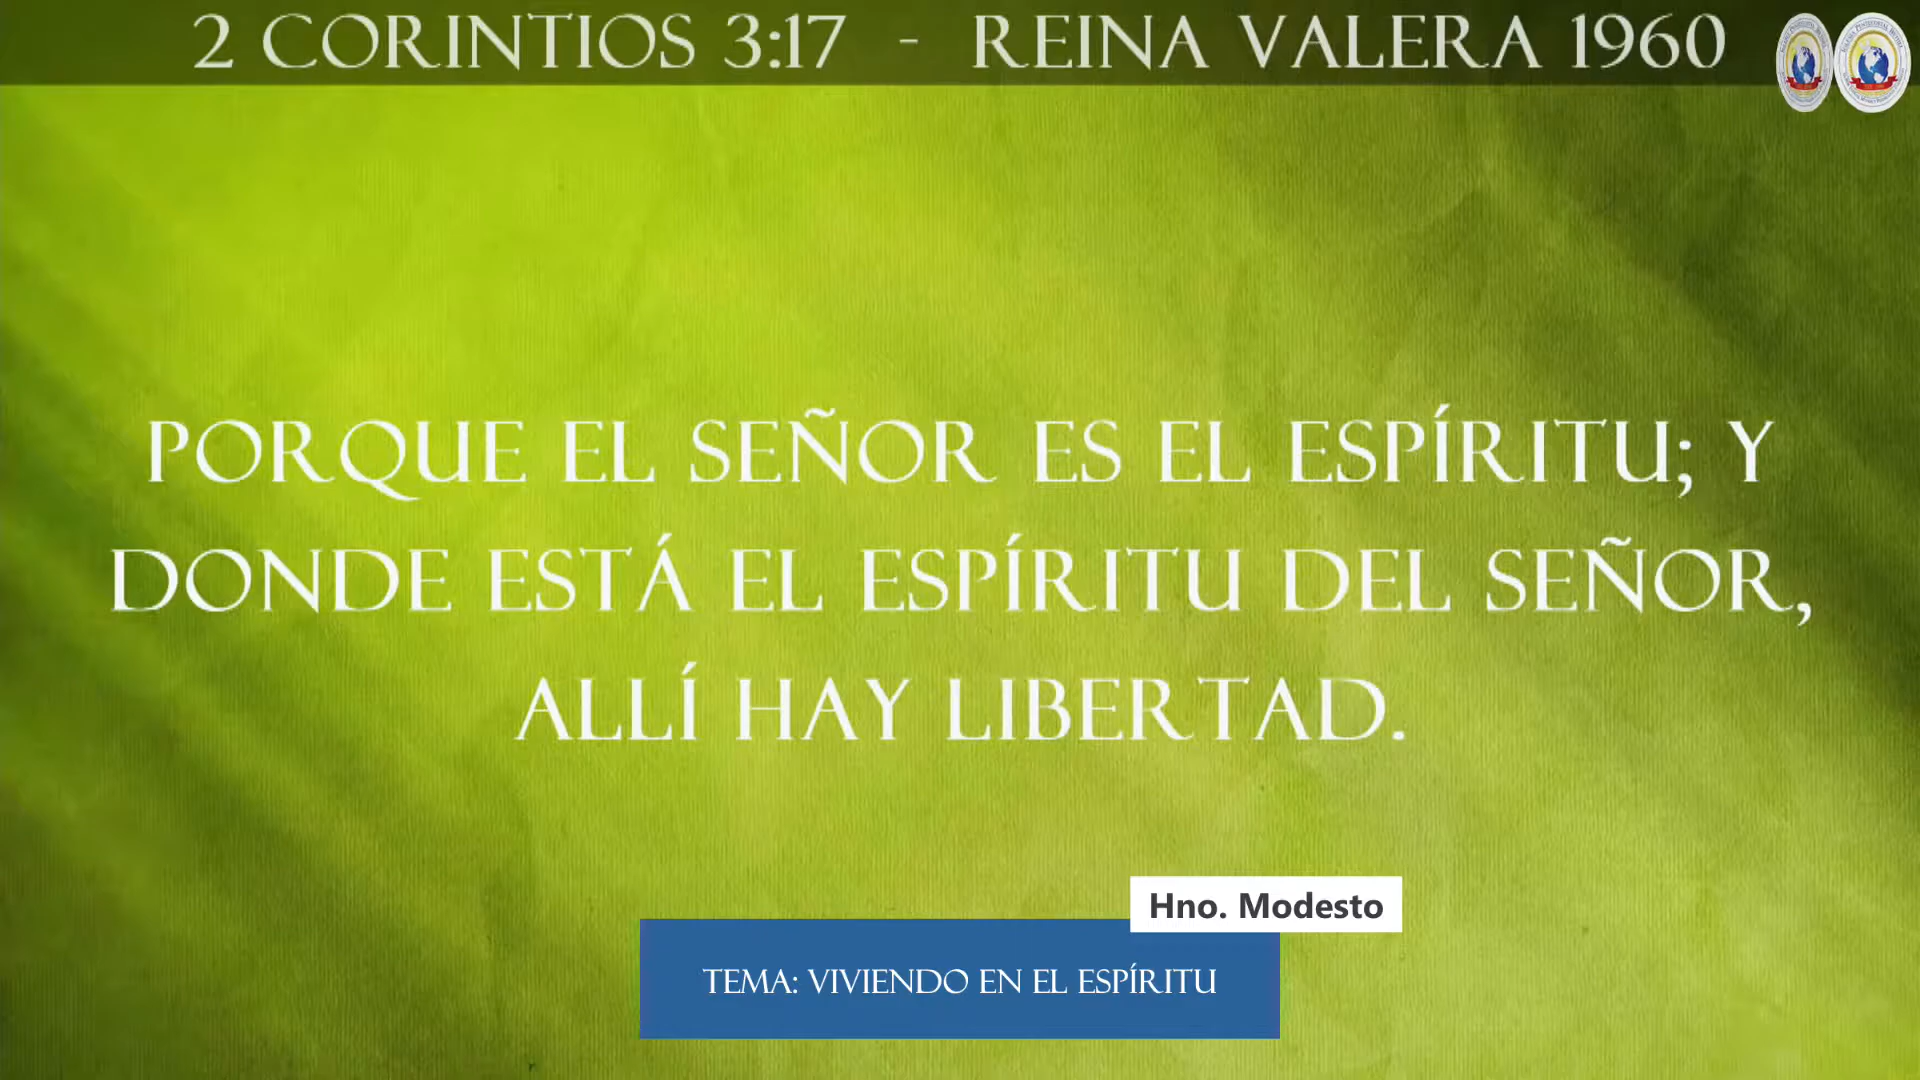 2 CORINTIOS 3:17 - REINA VALERA 1960
PORQUE EL SEÑOR ES EL ESPÍRITU; Y
DONDE ESTÁ EL ESPÍRITU DEL SEÑOR,
ALLÍ HAY LIBERTAD.
Hno. Modesto
TEMA: VIVIENDO EN EL ESPÍRITU